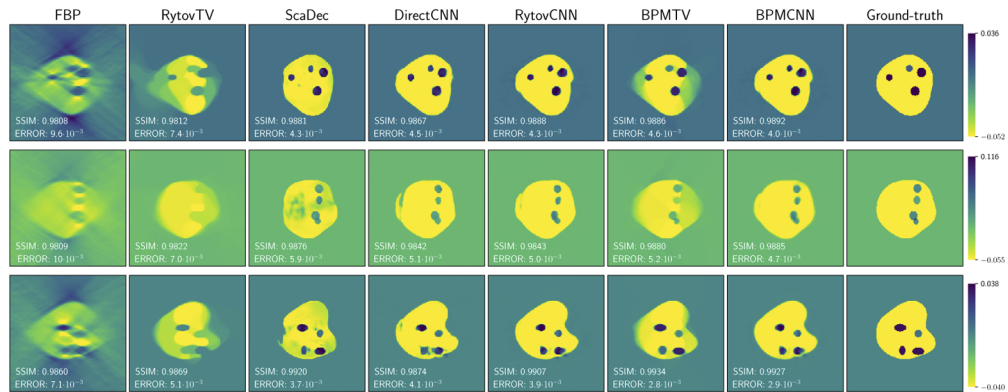 FBP RytovTV ScaDec DirectCNN RytovCNN BPMTV BPMCNN Ground-truth
0.036
SSIM: 0.9808 SSIM: 0.9812 SSIM: 0.9881 SSIM: 0.9867 SSIM: 0.9888 SSIM: 0.9886 SSIM: 0.9892
ERROR: 9.6·10⁻³ ERROR: 7.4·10⁻³ ERROR: 4.3·10⁻³ ERROR: 4.5·10⁻³ ERROR: 4.3·10⁻³ ERROR: 4.6·10⁻³ ERROR: 4.0·10⁻³
−0.052
0.116
SSIM: 0.9809 SSIM: 0.9822 SSIM: 0.9876 SSIM: 0.9842 SSIM: 0.9843 SSIM: 0.9880 SSIM: 0.9885
ERROR: 10·10⁻³ ERROR: 7.0·10⁻³ ERROR: 5.9·10⁻³ ERROR: 5.1·10⁻³ ERROR: 5.0·10⁻³ ERROR: 5.2·10⁻³ ERROR: 4.7·10⁻³
−0.055
0.038
SSIM: 0.9860 SSIM: 0.9869 SSIM: 0.9920 SSIM: 0.9874 SSIM: 0.9907 SSIM: 0.9934 SSIM: 0.9927
ERROR: 7.1·10⁻³ ERROR: 5.1·10⁻³ ERROR: 3.7·10⁻³ ERROR: 4.1·10⁻³ ERROR: 3.9·10⁻³ ERROR: 2.8·10⁻³ ERROR: 2.9·10⁻³
−0.040